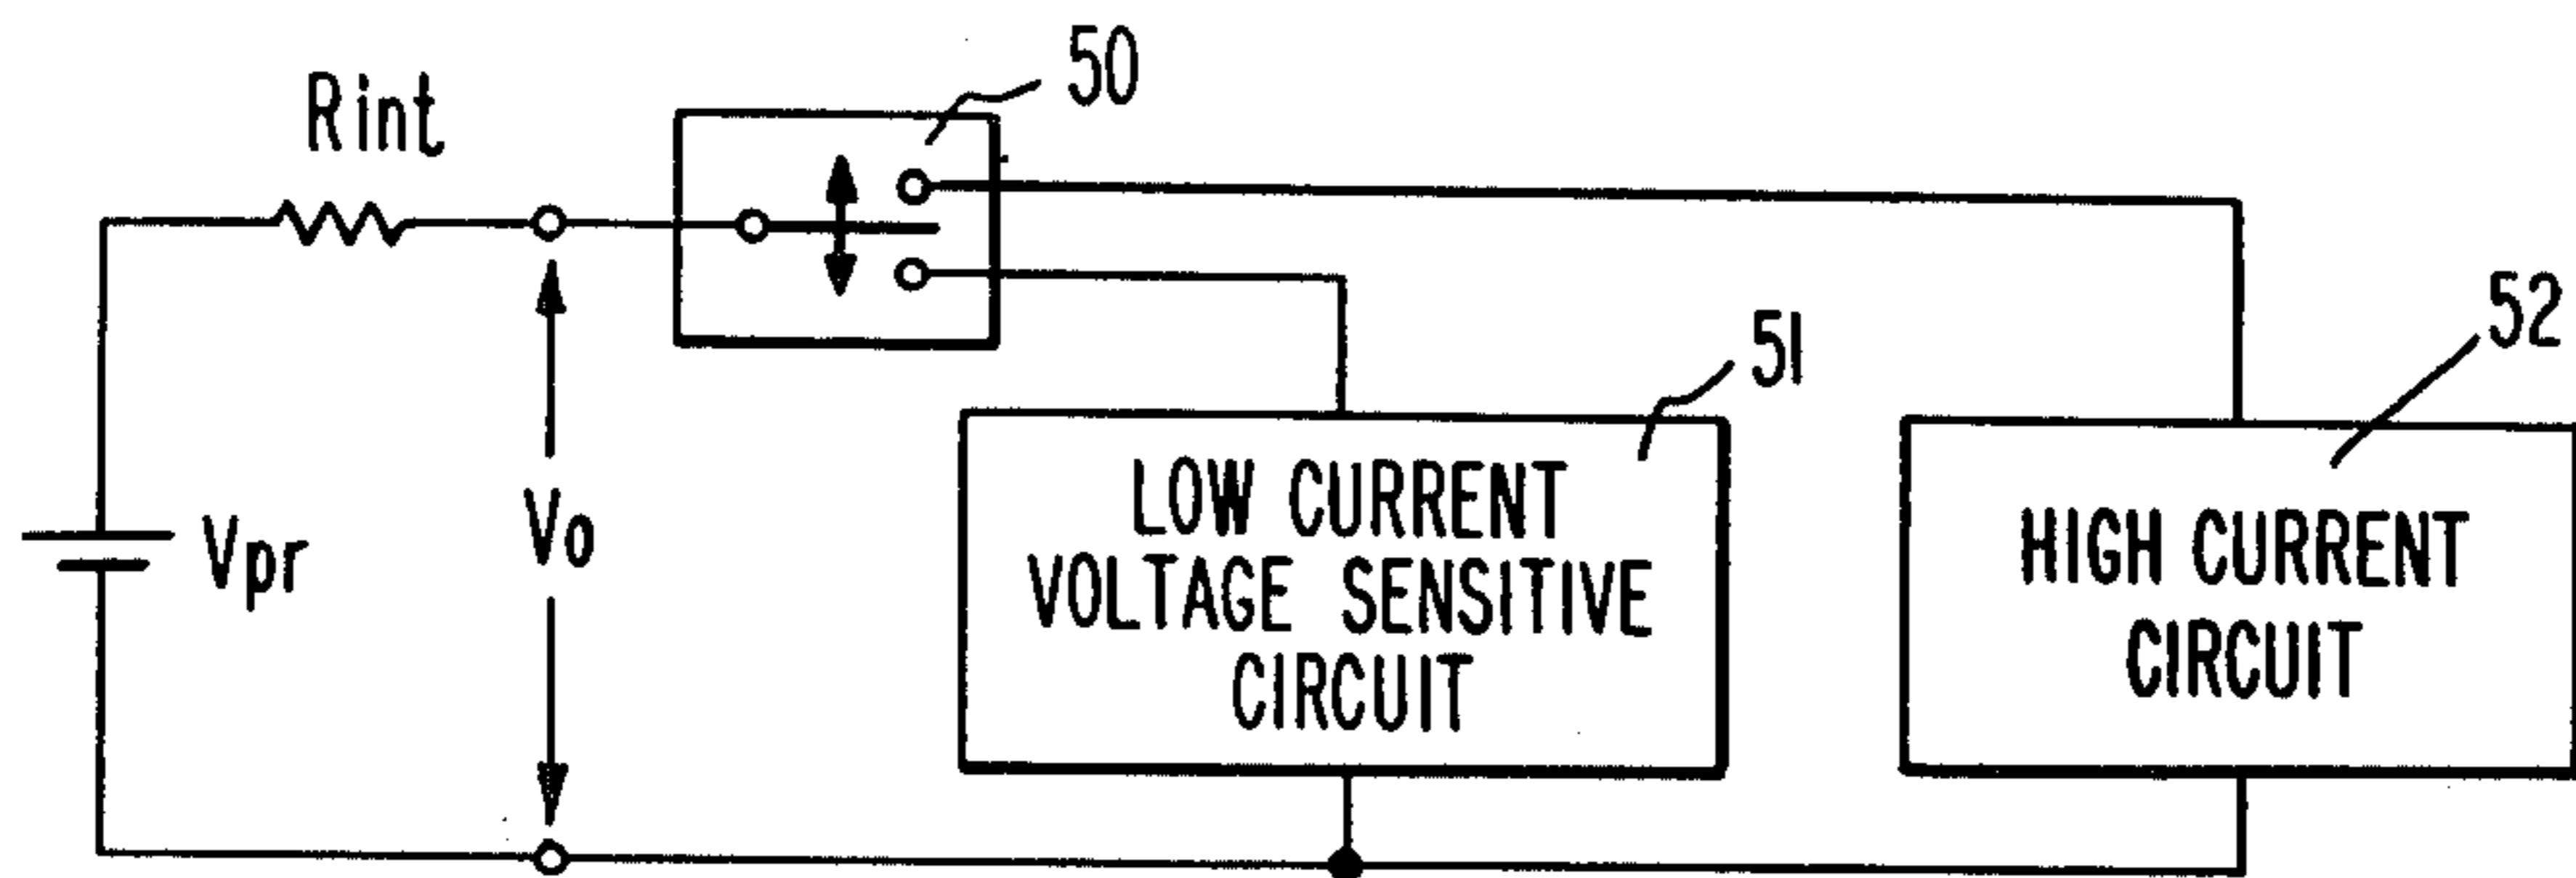 50
Rint
51
52
Vpr
Vo
LOW CURRENT
VOLTAGE SENSITIVE
CIRCUIT
HIGH CURRENT
CIRCUIT